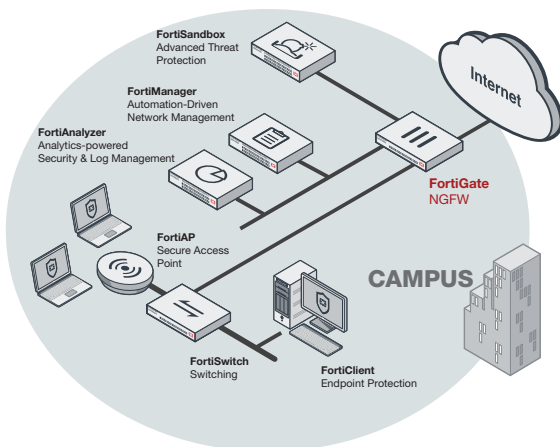 FortiSandbox
Advanced Threat
Protection
FortiManager
Automation-Driven
Network Management
FortiAnalyzer
Analytics-powered
Security & Log Management
Internet
FortiGate
NGFW
FortiAP
Secure Access
Point
CAMPUS
FortiSwitch
Switching
FortiClient
Endpoint Protection